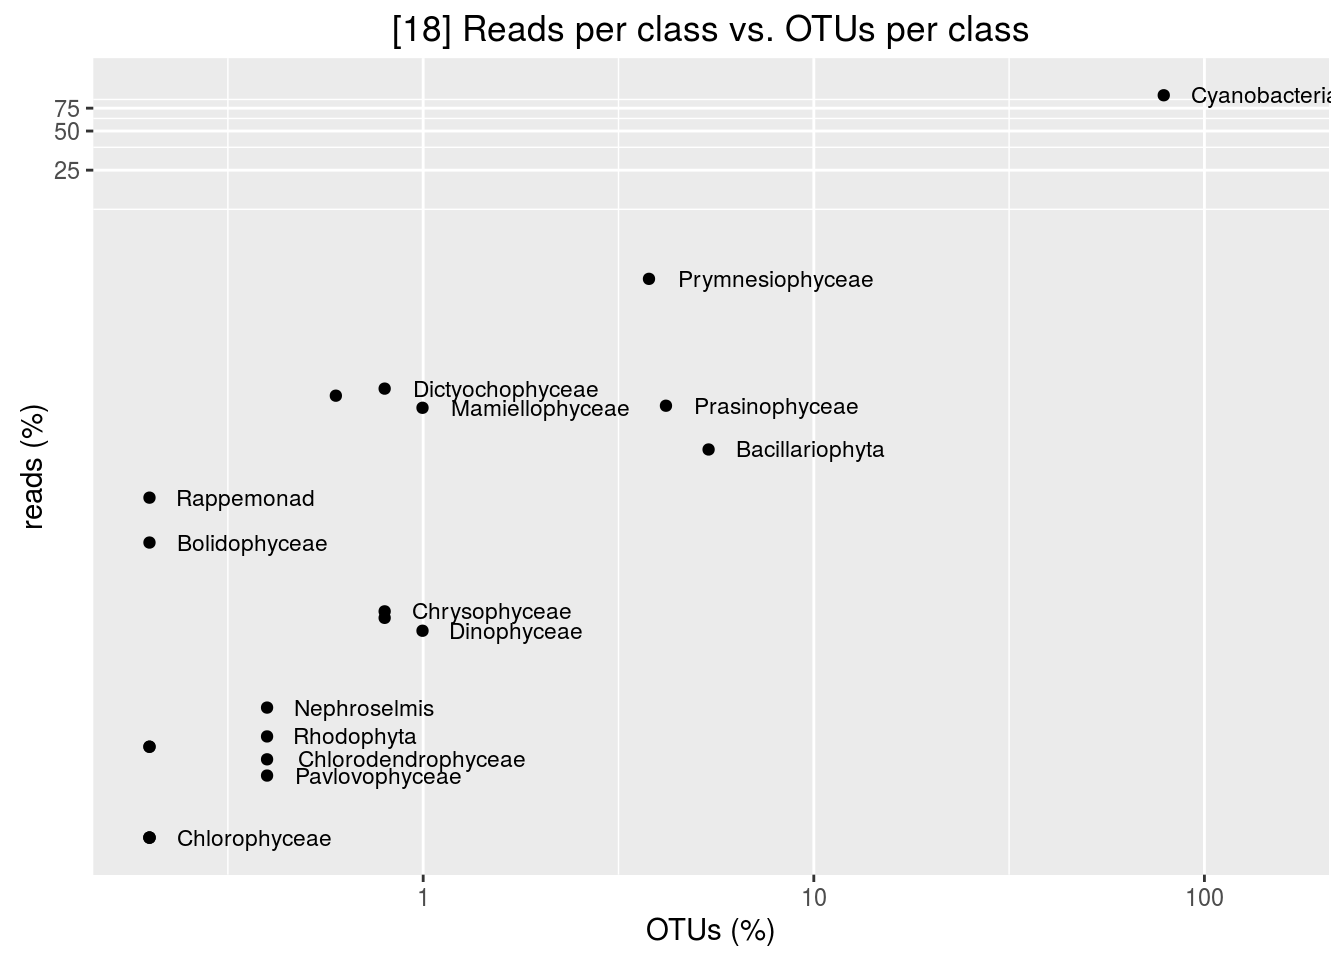 [18] Reads per class vs. OTUs per class
75
50
25
reads (%)
Cyanobacteria
Prymnesiophyceae
Dictyochophyceae
Mamiellophyceae
Prasinophyceae
Bacillariophyta
Rappemonad
Bolidophyceae
Chrysophyceae
Dinophyceae
Nephroselmis
Rhodophyta
Chlorodendrophyceae
Pavlovophyceae
Chlorophyceae
1
10
100
OTUs (%)